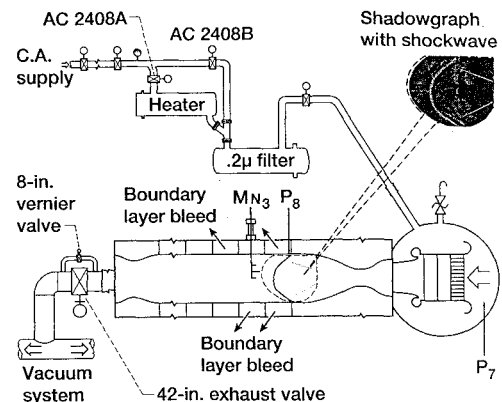 AC 2408A
Shadowgraph
with shockwave
AC 2408B
C.A.
supply
Heater
.2μ filter
8-in.
vernier
valve
Boundary
layer bleed
MN3
P8
Boundary
layer bleed
Vacuum
system
42-in. exhaust valve
P7